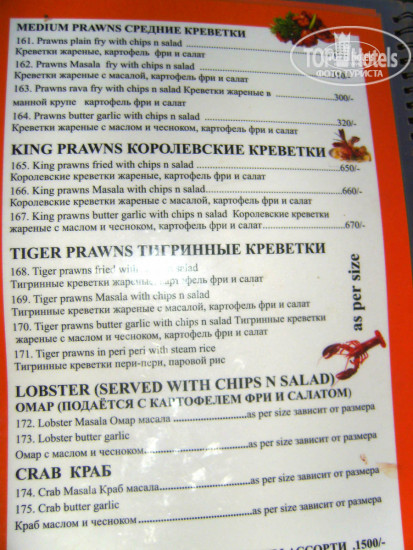 MEDIUM PRAWNS СРЕДНИЕ КРЕВЕТКИ
161. Prawns plain fry with chips n salad
Креветки жареные, картофель фри и салат
162. Prawns Masala fry with chips n salad
Креветки жареные с масалой, картофель фри и салат
163. Prawns rava fry with chips n salad Креветки жареные в
манной крупе картофель фри и салат 300/-
164. Prawns butter garlic with chips n salad 320/-
Креветки жареные с маслом и чесноком, картофель фри и салат
TOP Hotels
ФОТО ТУРИСТА
KING PRAWNS КОРОЛЕВСКИЕ КРЕВЕТКИ
165. King prawns fried with chips n salad 650/-
Королевские креветки жареные, картофель фри и салат
166. King prawns Masala with chips n salad 660/-
Королевские креветки жареные с масалой, картофель фри и салат
167. King prawns butter garlic with chips n salad Королевские креветки
жареные с маслом и чесноком, картофель фри и салат 670/-
TIGER PRAWNS ТИГРИННЫЕ КРЕВЕТКИ
168. Tiger prawns fried with salad
Тигринные креветки жареные, картофель фри и салат
169. Tiger prawns Masala with chips n salad
Тигринные креветки жареные с масалой, картофель фри и салат
170. Tiger prawns butter garlic with chips n salad Тигринные креветки
жареные с маслом и чесноком, картофель фри и салат
171. Tiger prawns in peri peri with steam rice
Тигринные креветки пери-пери, паровой рис
as per size
LOBSTER (SERVED WITH CHIPS N SALAD)
ОМАР (ПОДАЁТСЯ С КАРТОФЕЛЕМ ФРИ И САЛАТОМ)
172. Lobster Masala Омар масала as per size зависит от размера
173. Lobster butter garlic
Омар с маслом и чесноком as per size зависит от размера
CRAB КРАБ
174. Crab Masala Краб масала as per size зависит от размера
175. Crab butter garlic
Краб маслом и чесноком as per size зависит от размера
АССОРТИ .1500/-